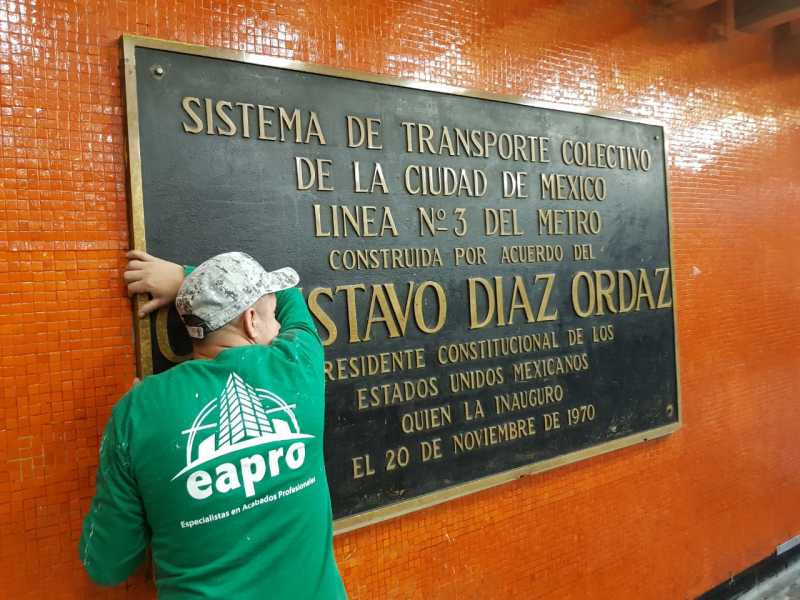 SISTEMA DE TRANSPORTE COLECTIVO
DE LA CIUDAD DE MEXICO
LINEA Nº 3 DEL METRO
CONSTRUIDA POR ACUERDO DEL
DIAZ ORDAZ
CONSTITUCIONAL DE LOS
ESTADOS UNIDOS MEXICANOS
QUIEN LA INAUGURO
EL 20 DE NOVIEMBRE DE 1970
eapro
Especialistas en Acabados Profesionales